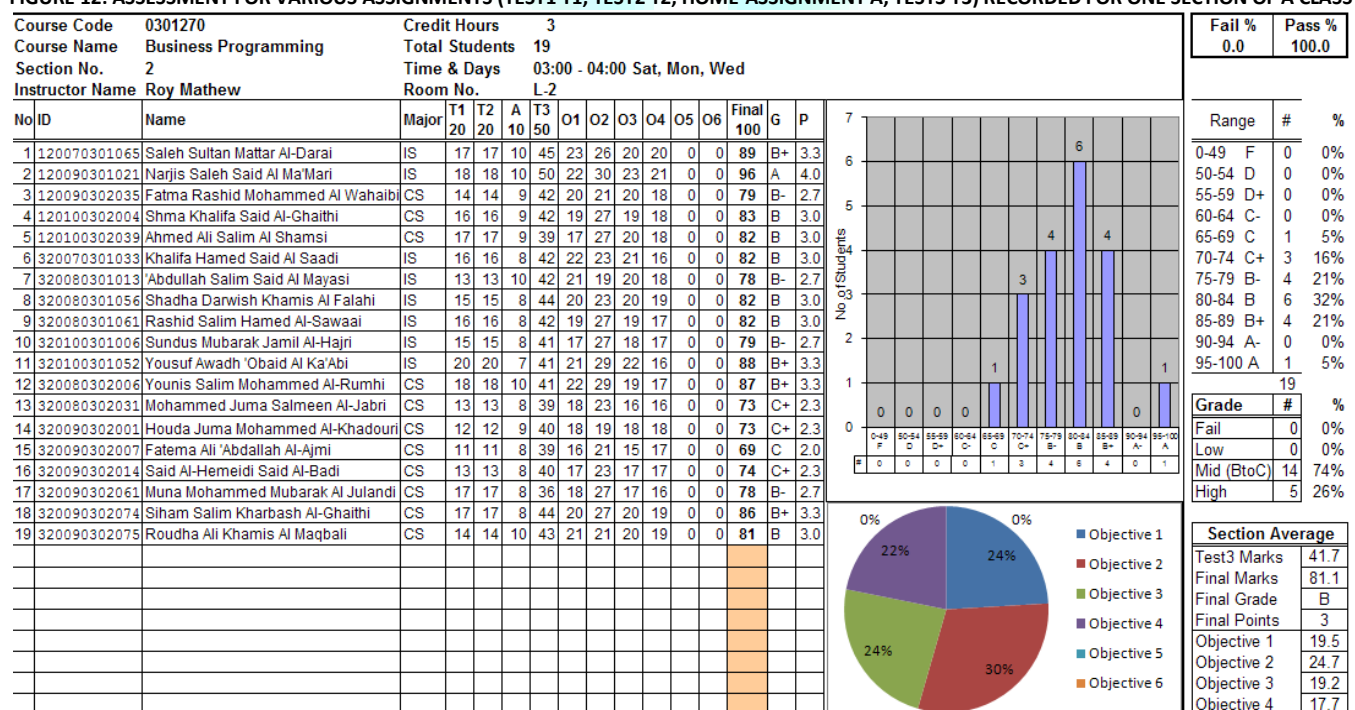 FIGURE 12: ASSESSMENT FOR VARIOUS ASSIGNMENTS (TEST1 T1, TEST2 T2, HOME ASSIGNMENT A, TEST3 T3) RECORDED FOR ONE SECTION OF A CLASS
Course Code 0301270 Credit Hours 3
Course Name Business Programming Total Students 19
Section No. 2 Time & Days 03:00 - 04:00 Sat, Mon, Wed
Instructor Name Roy Mathew Room No. L-2
Fail % Pass %
0.0 100.0
No ID Name Major T1 20 T2 20 A 10 T3 50 O1 O2 O3 O4 O5 O6 Final 100 G P
1 120070301065 Saleh Sultan Mattar Al-Darai IS 17 17 10 45 23 26 20 20 0 0 89 B+ 3.3
2 120090301021 Narjis Saleh Said Al Ma'Mari IS 18 18 10 50 22 30 23 21 0 0 96 A 4.0
3 120090302035 Fatma Rashid Mohammed Al Wahaibi CS 14 14 9 42 20 21 20 18 0 0 79 B- 2.7
4 120100302004 Shma Khalifa Said Al-Ghaithi CS 16 16 9 42 19 27 19 18 0 0 83 B 3.0
5 120100302039 Ahmed Ali Salim Al Shamsi CS 17 17 9 39 17 27 20 18 0 0 82 B 3.0
6 320070301033 Khalifa Hamed Said Al Saadi IS 16 16 8 42 22 23 21 16 0 0 82 B 3.0
7 320080301013 'Abdullah Salim Said Al Mayasi IS 13 13 10 42 21 19 20 18 0 0 78 B- 2.7
8 320080301056 Shadha Darwish Khamis Al Falahi IS 15 15 8 44 20 23 20 19 0 0 82 B 3.0
9 320080301061 Rashid Salim Hamed Al-Sawaai IS 16 16 8 42 19 27 19 17 0 0 82 B 3.0
10 320100301006 Sundus Mubarak Jamil Al-Hajri IS 15 15 8 41 17 27 18 17 0 0 79 B- 2.7
11 320100301052 Yousuf Awadh 'Obaid Al Ka'Abi IS 20 20 7 41 21 29 22 16 0 0 88 B+ 3.3
12 320080302006 Younis Salim Mohammed Al-Rumhi CS 18 18 10 41 22 29 19 17 0 0 87 B+ 3.3
13 320080302031 Mohammed Juma Salmeen Al-Jabri CS 13 13 8 39 18 23 16 16 0 0 73 C+ 2.3
14 320090302001 Houda Juma Mohammed Al-Khadouri CS 12 12 9 40 18 19 18 18 0 0 73 C+ 2.3
15 320090302007 Fatema Ali 'Abdallah Al-Ajmi CS 11 11 8 39 16 21 15 17 0 0 69 C 2.0
16 320090302014 Said Al-Hemeidi Said Al-Badi CS 13 13 8 40 17 23 17 17 0 0 74 C+ 2.3
17 320090302061 Muna Mohammed Mubarak Al Julandi CS 17 17 8 36 18 27 17 16 0 0 78 B- 2.7
18 320090302074 Siham Salim Kharbash Al-Ghaithi CS 17 17 8 44 20 27 20 19 0 0 86 B+ 3.3
19 320090302075 Roudha Ali Khamis Al Maqbali CS 14 14 10 43 21 21 20 19 0 0 81 B 3.0
No of Students
7
6
5
4
3
2
1
0
0 0 0 0 1 3 4 6 4 0 1
0-49 50-54 55-59 60-64 65-69 70-74 75-79 80-84 85-89 90-94 95-100
F D D+ C- C C+ B- B B+ A- A
# 0 0 0 0 1 3 4 6 4 0 1
Range # %
0-49 F 0 0%
50-54 D 0 0%
55-59 D+ 0 0%
60-64 C- 0 0%
65-69 C 1 5%
70-74 C+ 3 16%
75-79 B- 4 21%
80-84 B 6 32%
85-89 B+ 4 21%
90-94 A- 0 0%
95-100 A 1 5%
19
Grade # %
Fail 0 0%
Low 0 0%
Mid (BtoC) 14 74%
High 5 26%
0% 0%
22% 24%
24% 30%
Objective 1
Objective 2
Objective 3
Objective 4
Objective 5
Objective 6
Section Average
Test3 Marks 41.7
Final Marks 81.1
Final Grade B
Final Points 3
Objective 1 19.5
Objective 2 24.7
Objective 3 19.2
Objective 4 17.7